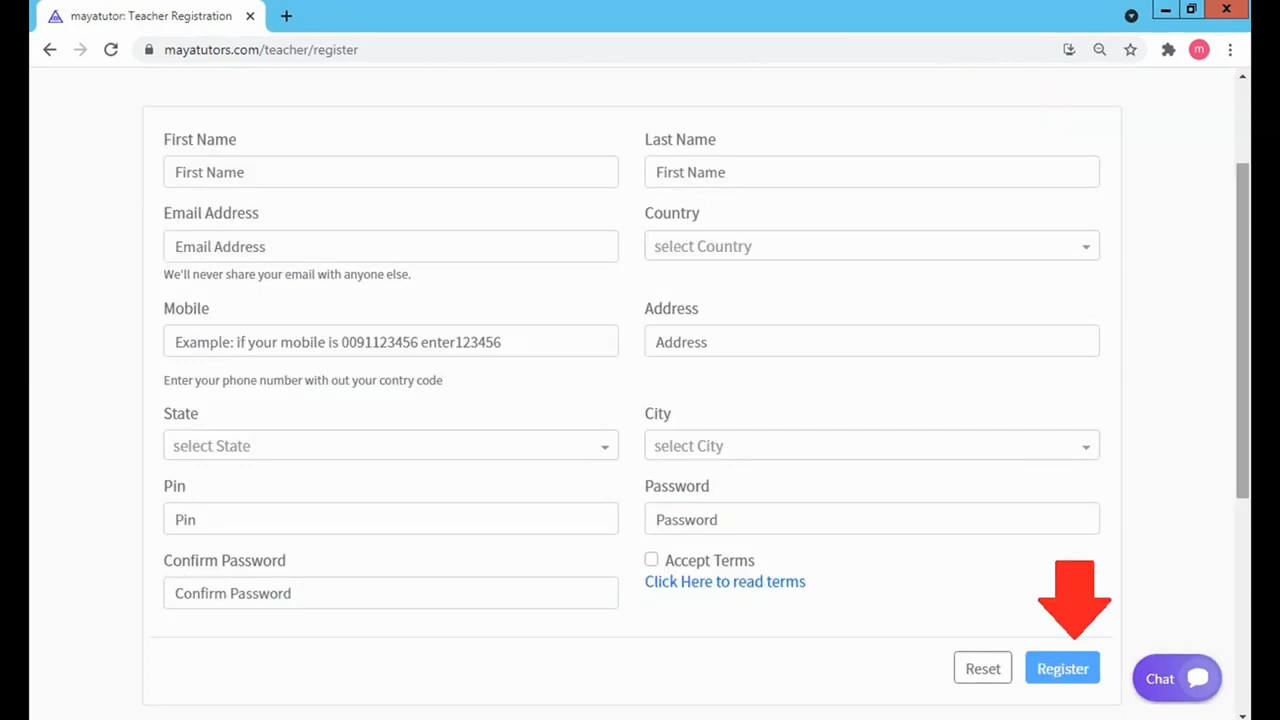 mayatutor: Teacher Registration
mayatutors.com/teacher/register
m
First Name
Last Name
First Name
First Name
Email Address
Country
Email Address
select Country
We'll never share your email with anyone else.
Mobile
Address
Example: if your mobile is 0091123456 enter123456
Address
Enter your phone number with out your contry code
State
City
select State
select City
Pin
Password
Pin
Password
Confirm Password
Accept Terms
Click Here to read terms
Confirm Password
Reset
Register
Chat